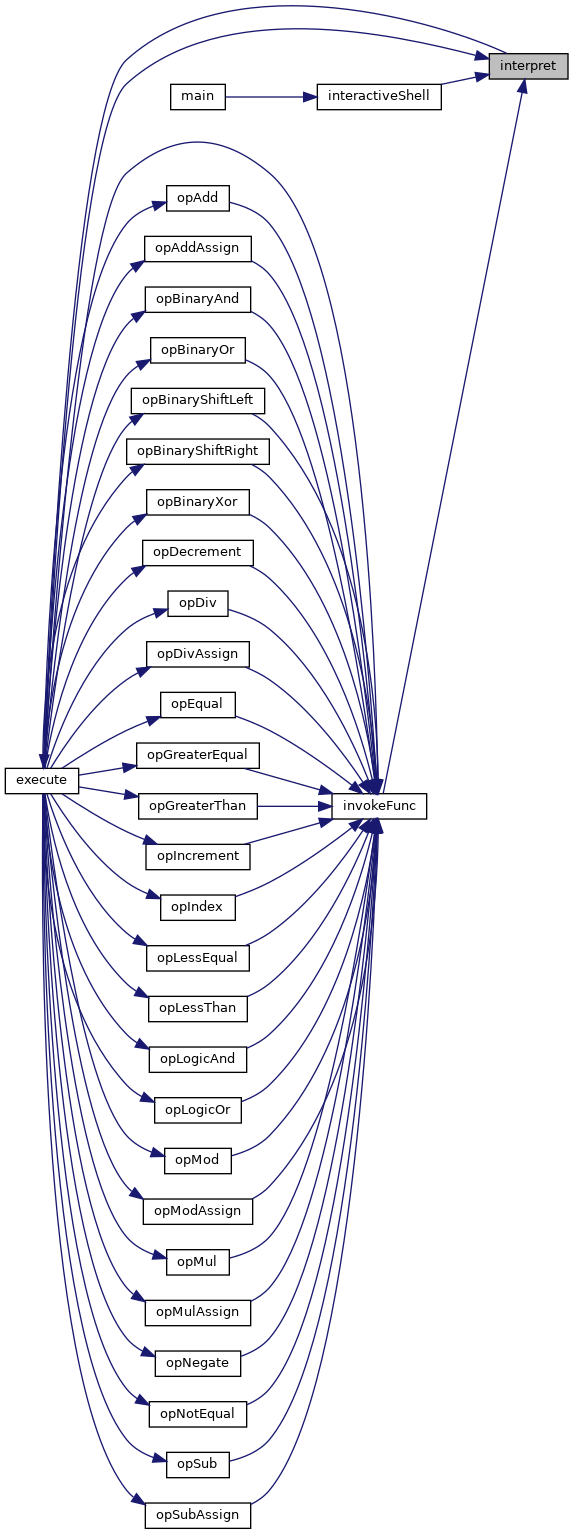 interpret
main
interactiveShell
opAdd
opAddAssign
opBinaryAnd
opBinaryOr
opBinaryShiftLeft
opBinaryShiftRight
opBinaryXor
opDecrement
opDiv
opDivAssign
opEqual
opGreaterEqual
execute
opGreaterThan
invokeFunc
opIncrement
opIndex
opLessEqual
opLessThan
opLogicAnd
opLogicOr
opMod
opModAssign
opMul
opMulAssign
opNegate
opNotEqual
opSub
opSubAssign